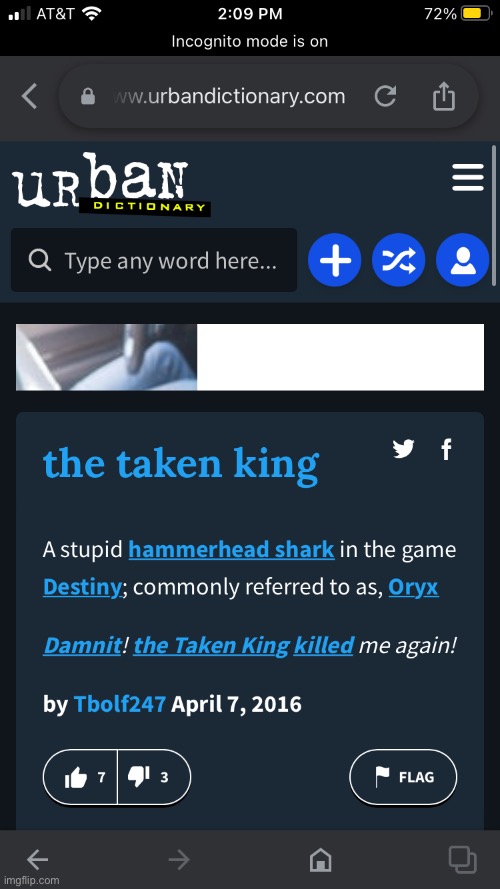 AT&T 2:09 PM 72%
Incognito mode is on
ww.urbandictionary.com
urban
DICTIONARY
Type any word here...
the taken king
A stupid hammerhead shark in the game
Destiny; commonly referred to as, Oryx
Damnit! the Taken King killed me again!
by Tbolf247 April 7, 2016
7 3 FLAG
imgflip.com